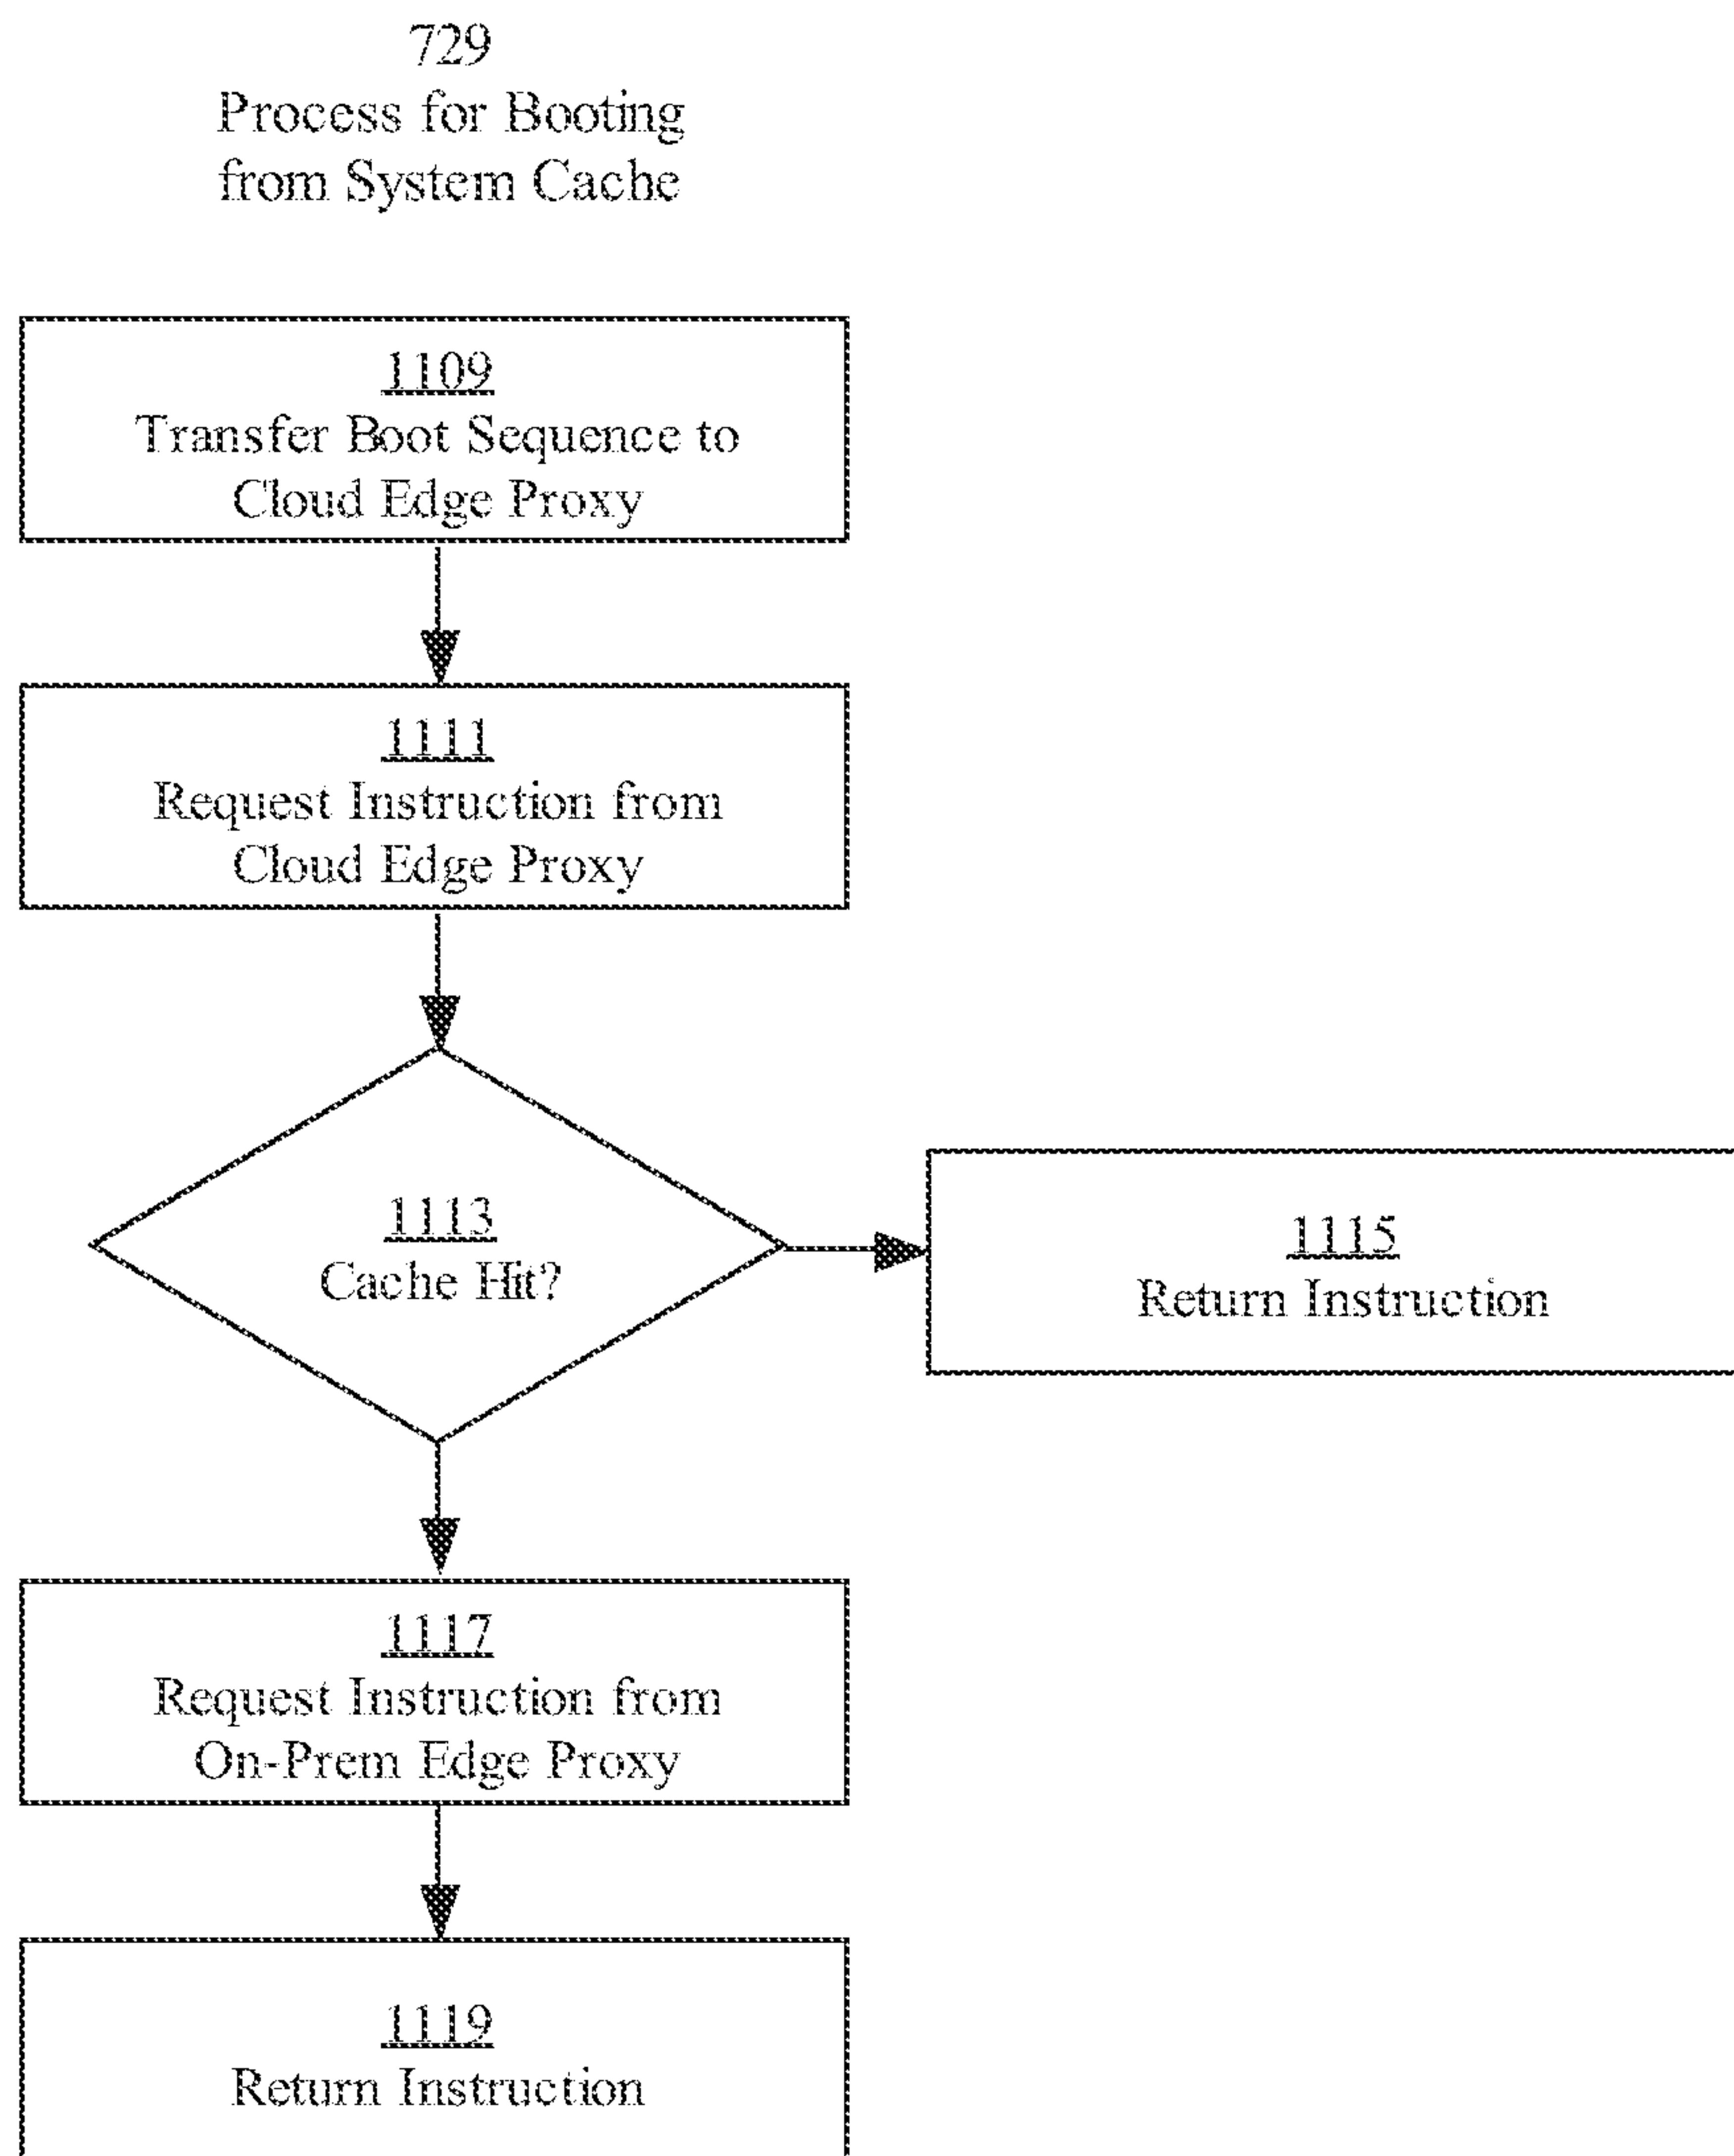 729
Process for Booting
from System Cache
1109
Transfer Boot Sequence to
Cloud Edge Proxy
1111
Request Instruction from
Cloud Edge Proxy
1113
Cache Hit?
1115
Return Instruction
1117
Request Instruction from
On-Prem Edge Proxy
1119
Return Instruction